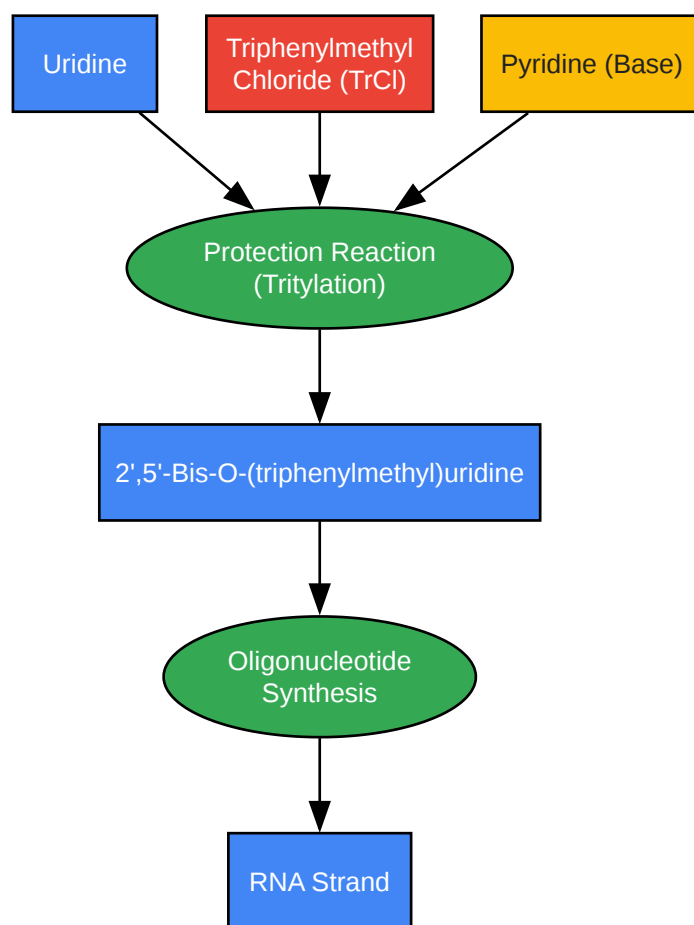 Uridine
Triphenylmethyl
Chloride (TrCl)
Pyridine (Base)
Protection Reaction
(Tritylation)
2',5'-Bis-O-(triphenylmethyl)uridine
Oligonucleotide
Synthesis
RNA Strand